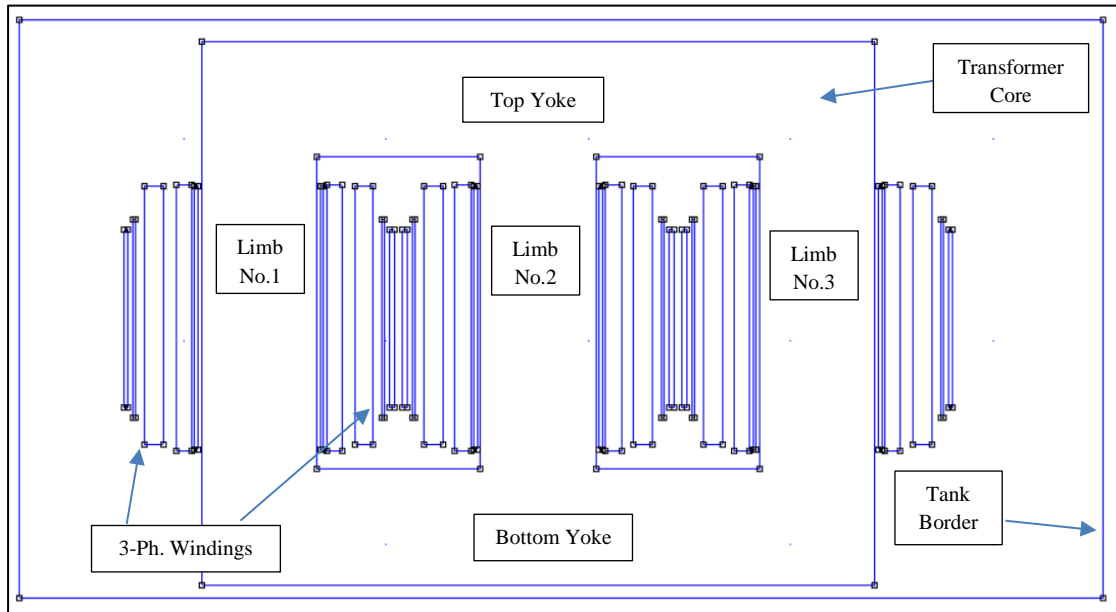 Transformer
Core
Top Yoke
Limb
No.1
Limb
No.2
Limb
No.3
Tank
Border
3-Ph. Windings
Bottom Yoke